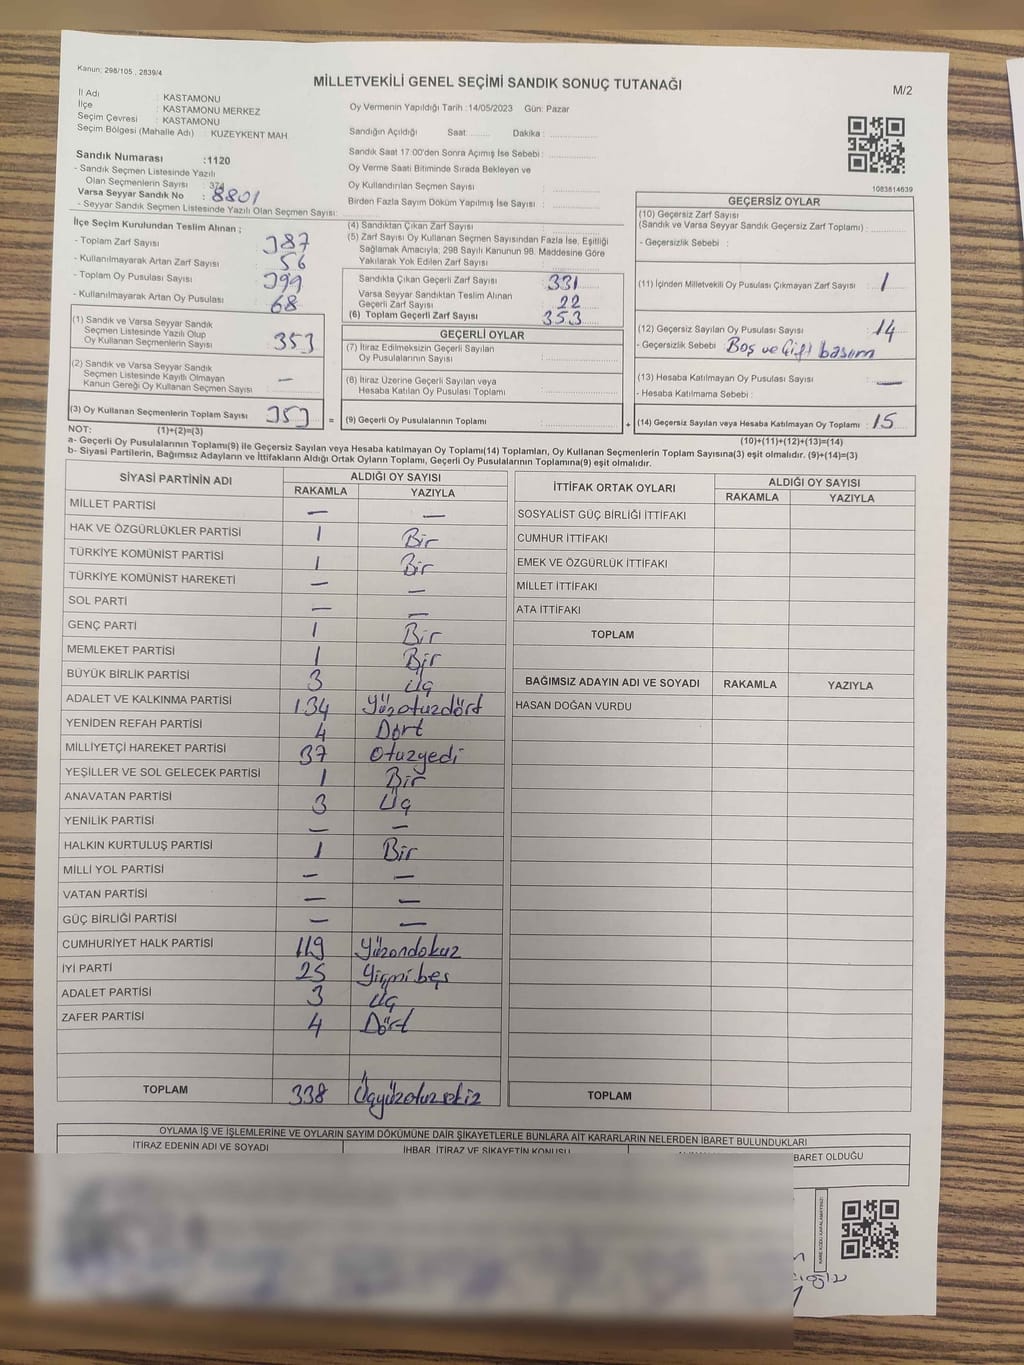 Kanun; 298/105 , 2839/4
MİLLETVEKİLİ GENEL SEÇİMİ SANDIK SONUÇ TUTANAĞI
M/2
İl Adı : KASTAMONU
İlçe : KASTAMONU MERKEZ
Seçim Çevresi : KASTAMONU
Seçim Bölgesi (Mahalle Adı) : KUZEYKENT MAH.
Oy Vermenin Yapıldığı Tarih :14/05/2023 Gün: Pazar
Sandığın Açıldığı Saat: ........ Dakika : ..............
Sandık Saat 17:00'den Sonra Açımış İse Sebebi : ..............
Oy Verme Saati Bitiminde Sırada Bekleyen ve
Oy Kullandırılan Seçmen Sayısı : ..............
Birden Fazla Sayım Döküm Yapılmış İse Sayısı : ..............
Sandık Numarası :1120
- Sandık Seçmen Listesinde Yazılı
Olan Seçmenlerin Sayısı : 374
Varsa Seyyar Sandık No : 8801
- Seyyar Sandık Seçmen Listesinde Yazılı Olan Seçmen Sayısı:
1083814639
İlçe Seçim Kurulundan Teslim Alınan ;
- Toplam Zarf Sayısı : 387
- Kullanılmayarak Artan Zarf Sayısı : 56
- Toplam Oy Pusulası Sayısı : 399
- Kullanılmayarak Artan Oy Pusulası : 68
(1) Sandık ve Varsa Seyyar Sandık
Seçmen Listesinde Yazılı Olup
Oy Kullanan Seçmenlerin Sayısı : 353
(2) Sandık ve Varsa Seyyar Sandık
Seçmen Listesinde Kayıtlı Olmayan
Kanun Gereği Oy Kullanan Seçmen Sayısı : —
(3) Oy Kullanan Seçmenlerin Toplam Sayısı : 353 =
(4) Sandıktan Çıkan Zarf Sayısı : ..............
(5) Zarf Sayısı Oy Kullanan Seçmen Sayısından Fazla İse, Eşitliği
Sağlamak Amacıyla; 298 Sayılı Kanunun 98. Maddesine Göre
Yakılarak Yok Edilen Zarf Sayısı : ..............
Sandıkta Çıkan Geçerli Zarf Sayısı : 331
Varsa Seyyar Sandıktan Teslim Alınan
Geçerli Zarf Sayısı : 22
(6) Toplam Geçerli Zarf Sayısı : 353
GEÇERLİ OYLAR
(7) İtiraz Edilmeksizin Geçerli Sayılan
Oy Pusulalarının Sayısı : ..............
(8) İtiraz Üzerine Geçerli Sayılan veya
Hesaba Katılan Oy Pusulası Toplamı : ..............
(9) Geçerli Oy Pusulalarının Toplamı : .............. +
GEÇERSİZ OYLAR
(10) Geçersiz Zarf Sayısı
(Sandık ve Varsa Seyyar Sandık Geçersiz Zarf Toplamı) : ..............
- Geçersizlik Sebebi :
(11) İçinden Milletvekili Oy Pusulası Çıkmayan Zarf Sayısı : 1
(12) Geçersiz Sayılan Oy Pusulası Sayısı : 14
- Geçersizlik Sebebi : Boş ve Çift basım
(13) Hesaba Katılmayan Oy Pusulası Sayısı : —
- Hesaba Katılmama Sebebi :
(14) Geçersiz Sayılan veya Hesaba Katılmayan Oy Toplamı : 15
NOT: (1)+(2)=(3)
(10)+(11)+(12)+(13)=(14)
a- Geçerli Oy Pusulalarının Toplamı(9) ile Geçersiz Sayılan veya Hesaba katılmayan Oy Toplamı(14) Toplamları, Oy Kullanan Seçmenlerin Toplam Sayısına(3) eşit olmalıdır. (9)+(14)=(3)
b- Siyasi Partilerin, Bağımsız Adayların ve İttifakların Aldığı Ortak Oyların Toplamı, Geçerli Oy Pusulalarının Toplamına(9) eşit olmalıdır.
SİYASİ PARTİNİN ADI ALDIĞI OY SAYISI
RAKAMLA YAZIYLA
MİLLET PARTİSİ — —
HAK VE ÖZGÜRLÜKLER PARTİSİ 1 Bir
TÜRKİYE KOMÜNİST PARTİSİ 1 Bir
TÜRKİYE KOMÜNİST HAREKETİ — —
SOL PARTİ — —
GENÇ PARTİ 1 Bir
MEMLEKET PARTİSİ 1 Bir
BÜYÜK BİRLİK PARTİSİ 3 Üç
ADALET VE KALKINMA PARTİSİ 134 Yüzotuzdört
YENİDEN REFAH PARTİSİ 4 Dört
MİLLİYETÇİ HAREKET PARTİSİ 37 Otuzyedi
YEŞİLLER VE SOL GELECEK PARTİSİ 1 Bir
ANAVATAN PARTİSİ 3 Üç
YENİLİK PARTİSİ — —
HALKIN KURTULUŞ PARTİSİ 1 Bir
MİLLİ YOL PARTİSİ — —
VATAN PARTİSİ — —
GÜÇ BİRLİĞİ PARTİSİ — —
CUMHURİYET HALK PARTİSİ 119 Yüzondokuz
İYİ PARTİ 25 Yirmibeş
ADALET PARTİSİ 3 Üç
ZAFER PARTİSİ 4 Dört
TOPLAM 338 Üçyüzotuzsekiz
İTTİFAK ORTAK OYLARI ALDIĞI OY SAYISI
RAKAMLA YAZIYLA
SOSYALİST GÜÇ BİRLİĞİ İTTİFAKI
CUMHUR İTTİFAKI
EMEK VE ÖZGÜRLÜK İTTİFAKI
MİLLET İTTİFAKI
ATA İTTİFAKI
TOPLAM
BAĞIMSIZ ADAYIN ADI VE SOYADI RAKAMLA YAZIYLA
HASAN DOĞAN VURDU
TOPLAM
OYLAMA İŞ VE İŞLEMLERİNE VE OYLARIN SAYIM DÖKÜMÜNE DAİR ŞİKAYETLERLE BUNLARA AİT KARARLARIN NELERDEN İBARET BULUNDUKLARI
İTİRAZ EDENİN ADI VE SOYADI İHBAR, İTİRAZ VE ŞİKAYETİN KONUSU BARET OLDUĞU